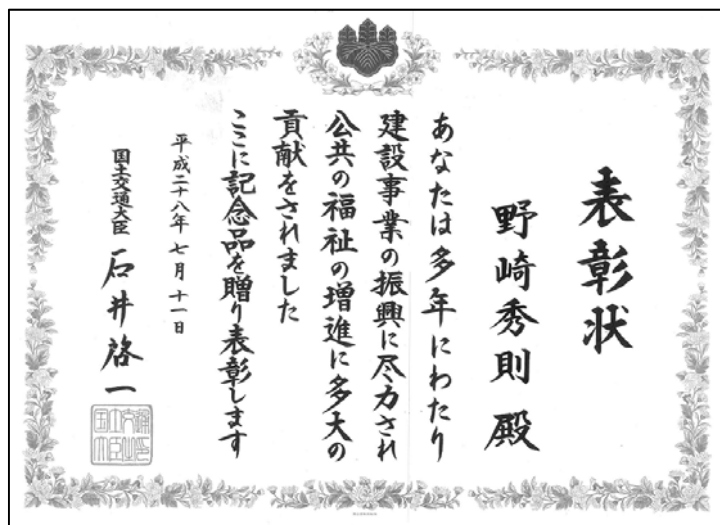 表彰状
野崎秀則殿
あなたは多年にわたり
建設事業の振興に尽力され
公共の福祉の増進に多大の
貢献をされました
ここに記念品を贈り表彰します
平成二十八年七月十一日
国土交通大臣 石井啓一